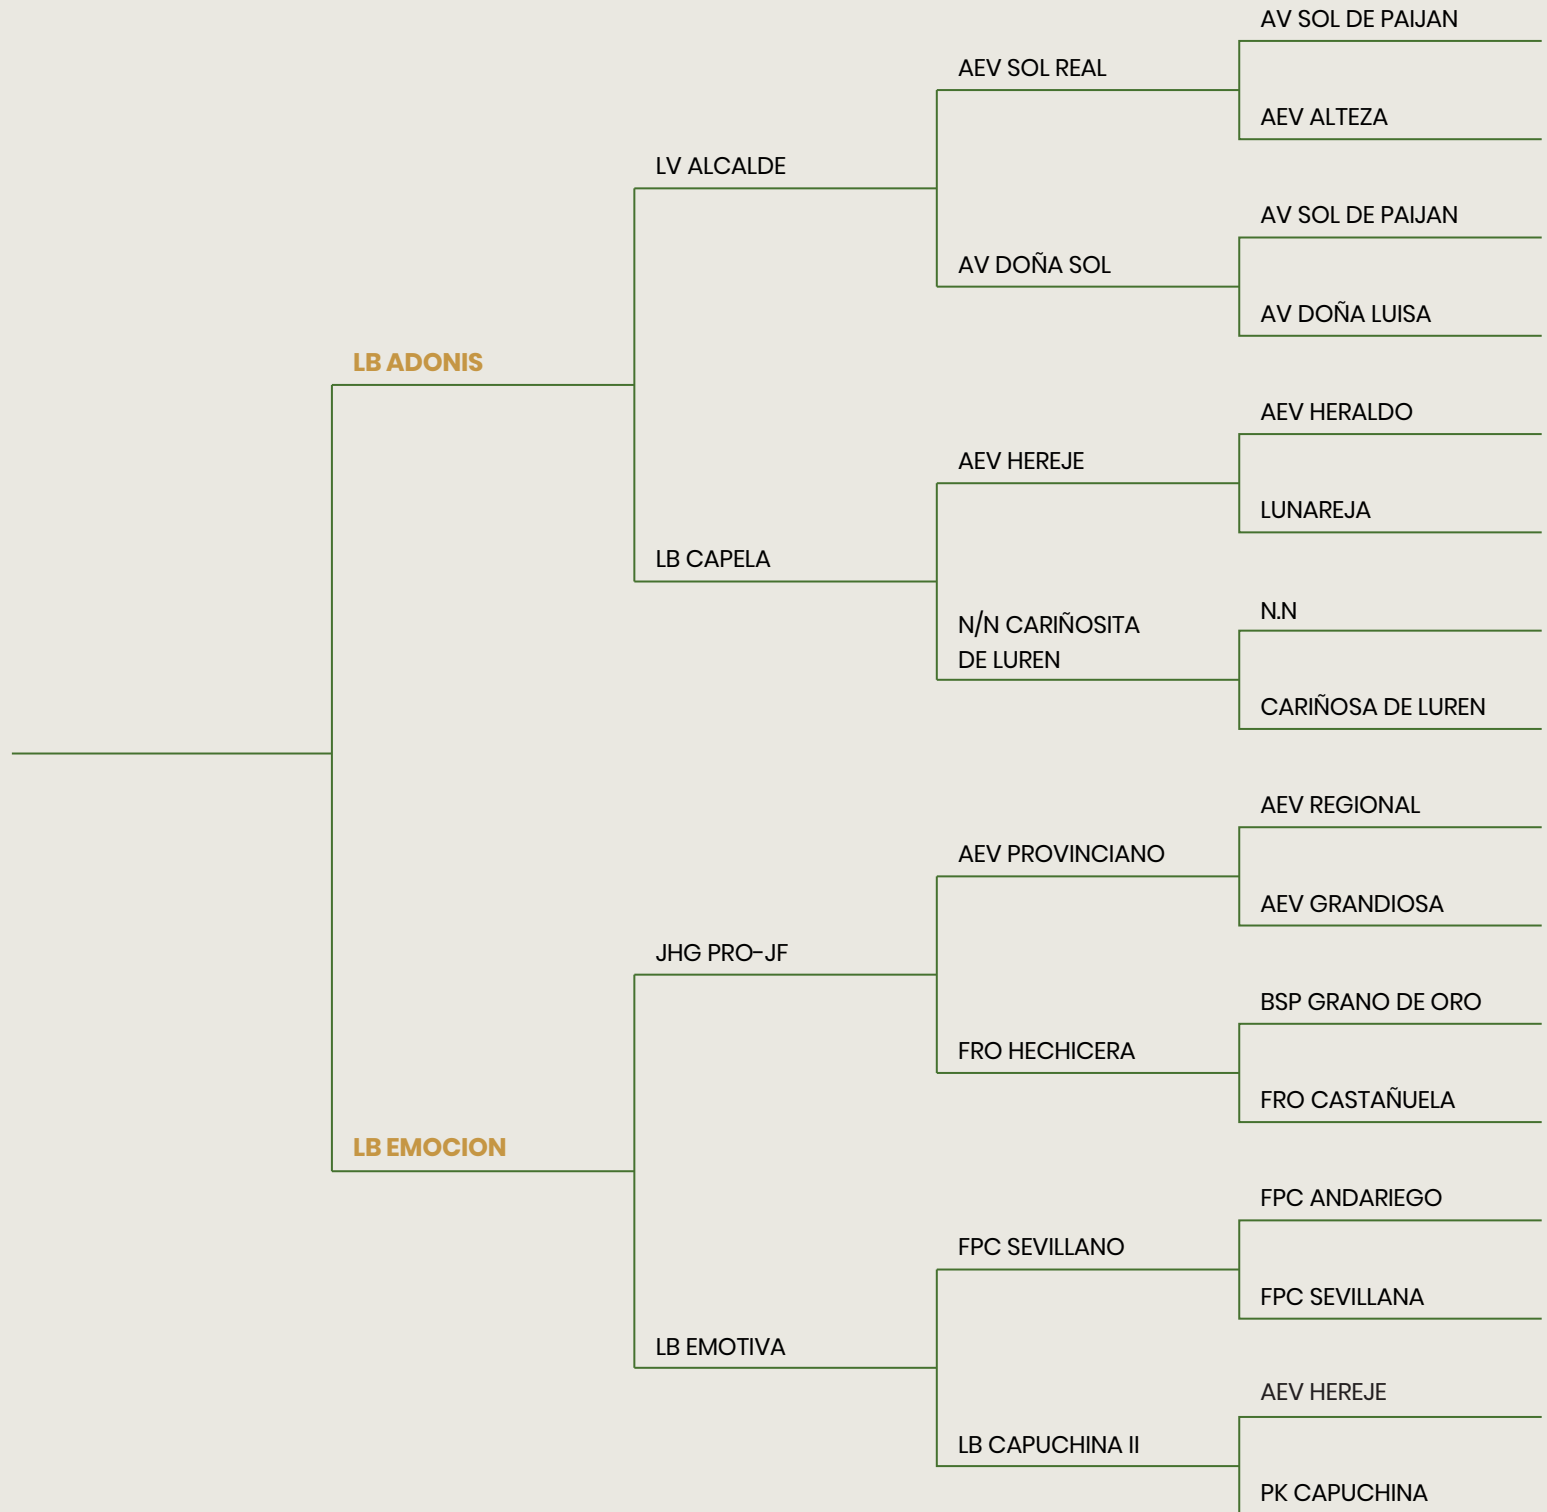 AV SOL DE PAIJAN
AEV SOL REAL
AEV ALTEZA
LV ALCALDE
AV SOL DE PAIJAN
AV DOÑA SOL
AV DOÑA LUISA
LB ADONIS
AEV HERALDO
AEV HEREJE
LUNAREJA
LB CAPELA
N.N
N/N CARIÑOSITA
DE LUREN
CARIÑOSA DE LUREN
AEV REGIONAL
AEV PROVINCIANO
AEV GRANDIOSA
JHG PRO-JF
BSP GRANO DE ORO
FRO HECHICERA
FRO CASTAÑUELA
LB EMOCION
FPC ANDARIEGO
FPC SEVILLANO
FPC SEVILLANA
LB EMOTIVA
AEV HEREJE
LB CAPUCHINA II
PK CAPUCHINA